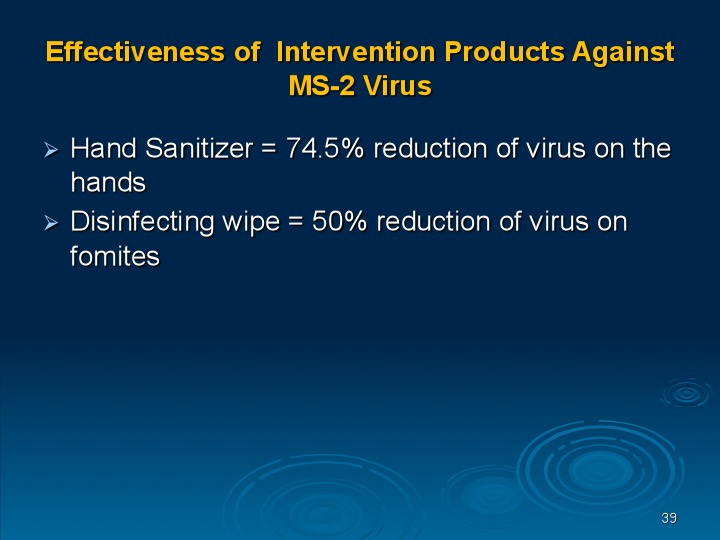 Effectiveness of  Intervention Products Against
MS-2 Virus
➢ Hand Sanitizer = 74.5% reduction of virus on the
hands
➢ Disinfecting wipe = 50% reduction of virus on
fomites
39